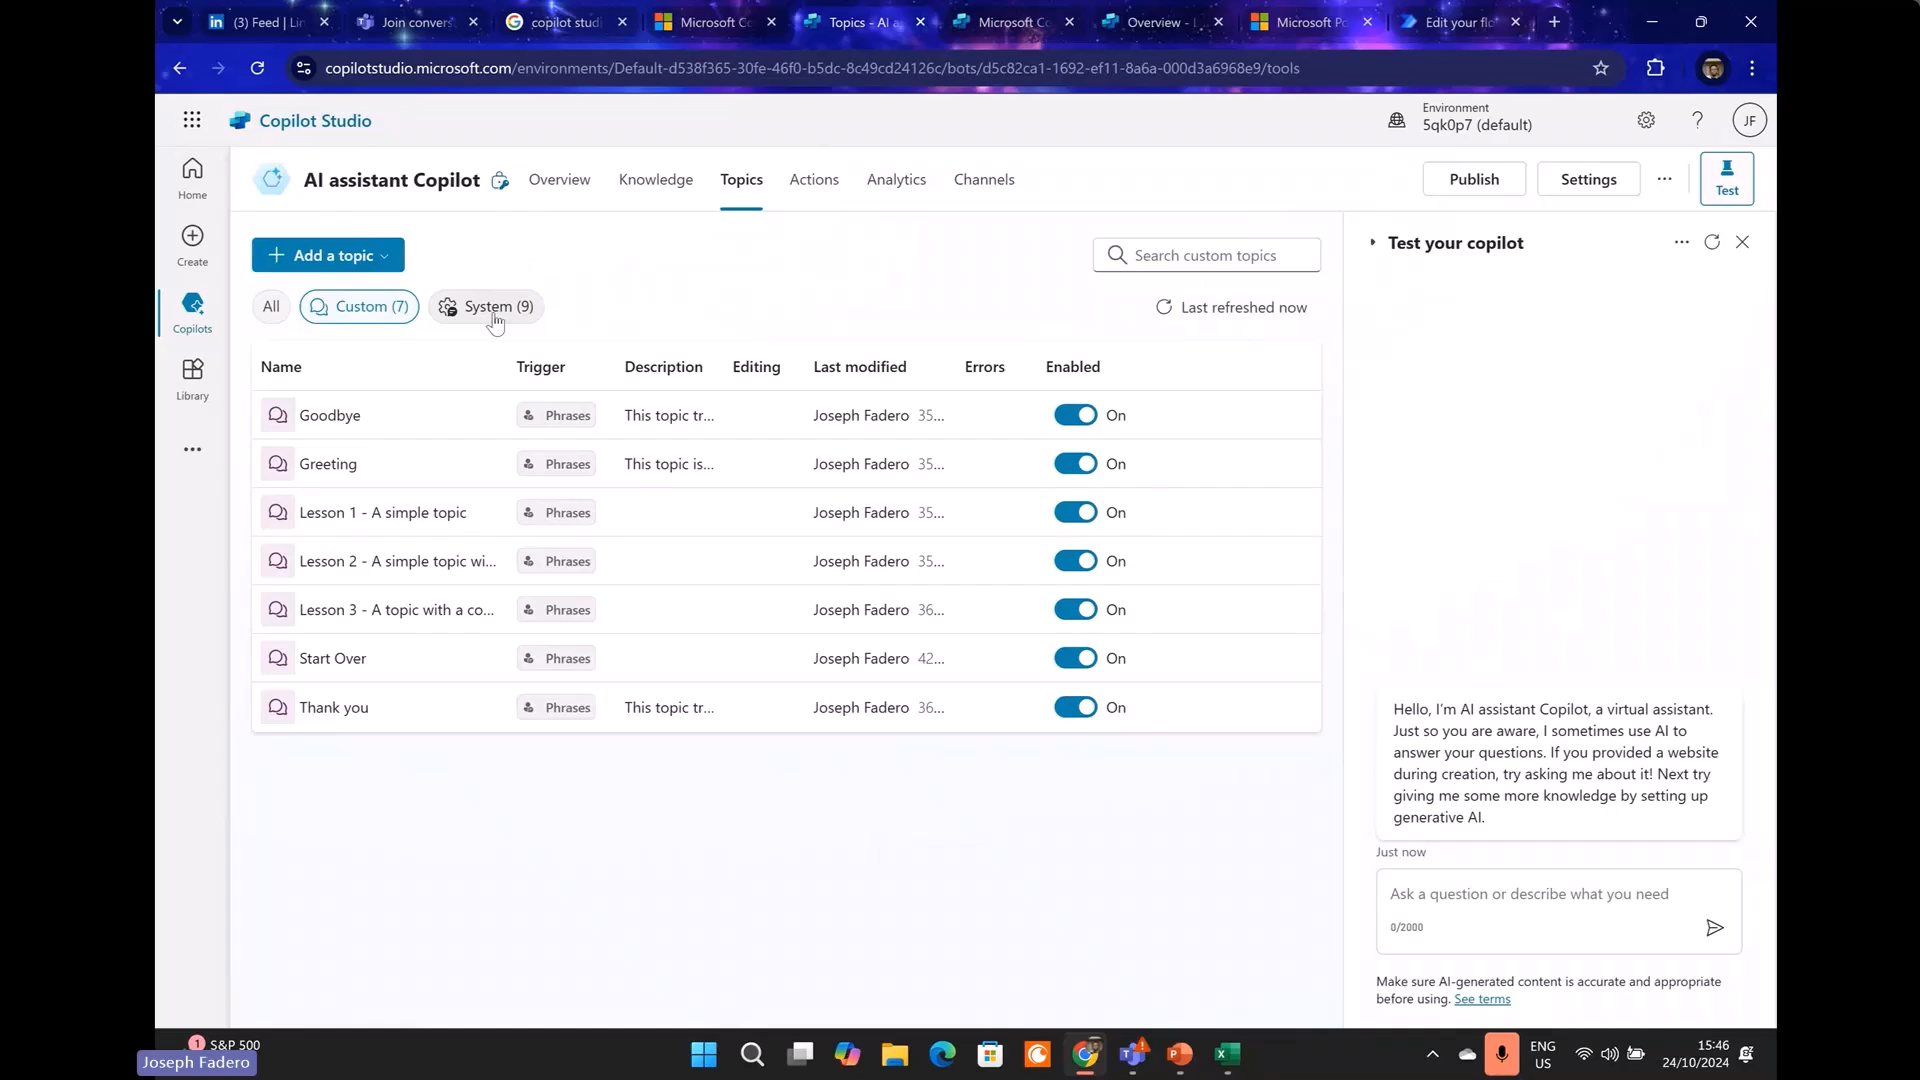 (3) Feed | Lin
Join convers
copilot studi
Microsoft Co
Topics - AI a
Microsoft Co
Overview - L
Microsoft Po
Edit your flo
copilotstudio.microsoft.com/environments/Default-d538f365-30fe-46f0-b5dc-8c49cd24126c/bots/d5c82ca1-1692-ef11-8a6a-000d3a6968e9/tools
Copilot Studio
Environment
5qk0p7 (default)
?
JF
Home
Create
Copilots
Library
AI assistant Copilot
Overview
Knowledge
Topics
Actions
Analytics
Channels
Publish
Settings
Test
Add a topic
Search custom topics
All
Custom (7)
System (9)
Last refreshed now
Name Trigger Description Editing Last modified Errors Enabled
Goodbye Phrases This topic tr... Joseph Fadero 35... On
Greeting Phrases This topic is... Joseph Fadero 35... On
Lesson 1 - A simple topic Phrases Joseph Fadero 35... On
Lesson 2 - A simple topic wi... Phrases Joseph Fadero 35... On
Lesson 3 - A topic with a co... Phrases Joseph Fadero 36... On
Start Over Phrases Joseph Fadero 42... On
Thank you Phrases This topic tr... Joseph Fadero 36... On
Test your copilot
Hello, I'm AI assistant Copilot, a virtual assistant.
Just so you are aware, I sometimes use AI to
answer your questions. If you provided a website
during creation, try asking me about it! Next try
giving me some more knowledge by setting up
generative AI.
Just now
Ask a question or describe what you need
0/2000
Make sure AI-generated content is accurate and appropriate
before using. See terms
1
S&P 500
Joseph Fadero
ENG
US
15:46
24/10/2024